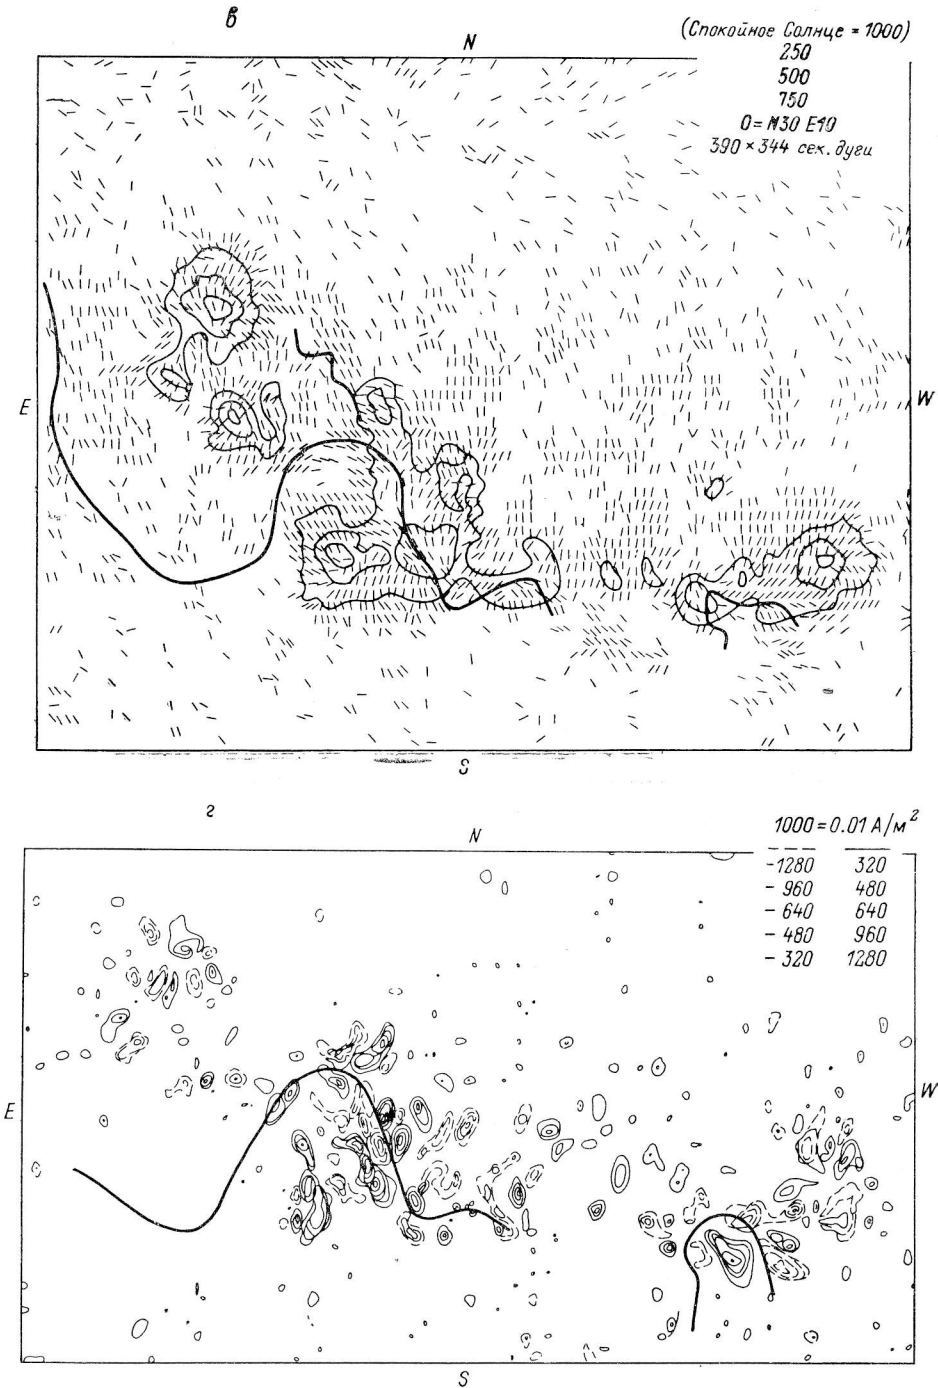 в
(Спокойное Солнце = 1000)
N
250
500
750
0 = N30 E40
390 × 344 сек. дуги
E
W
S
г
1000 = 0.01 А/м²
N
-1280 320
- 960 480
- 640 640
- 480 960
- 320 1280
E
W
S